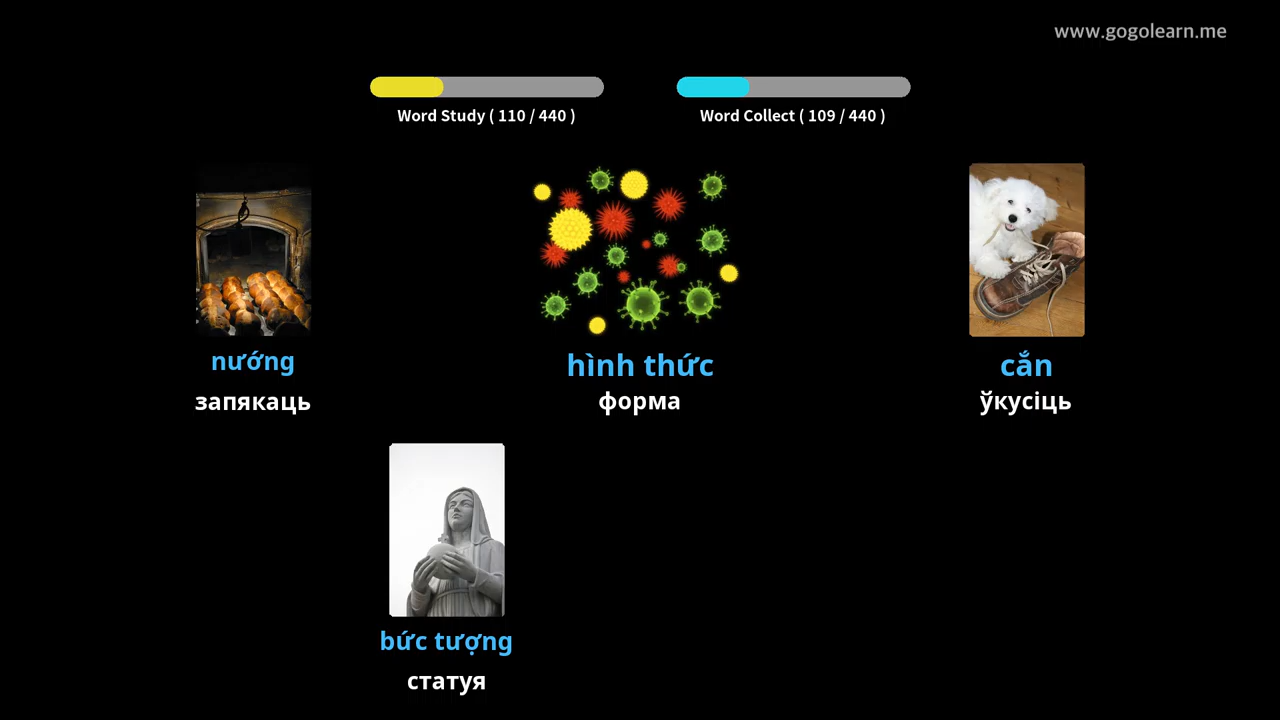 www.gogolearn.me
Word Study ( 110 / 440 )
Word Collect ( 109 / 440 )
nướng
запякаць
hình thức
форма
cắn
ўкусіць
bức tượng
статуя